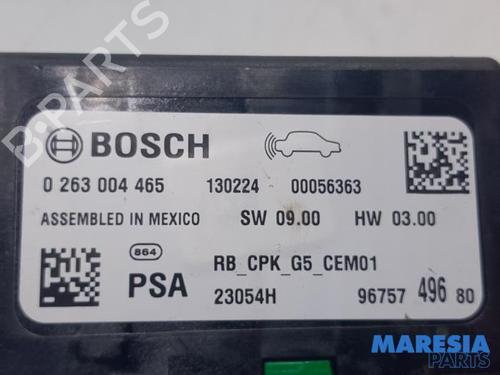 B-PARTS
BOSCH
0 263 004 465 130224 00056363
ASSEMBLED IN MEXICO SW 09.00 HW 03.00
864
PSA
RB_CPK_G5_CEM01
23054H 96757 496 80
MARESIA
PARTS